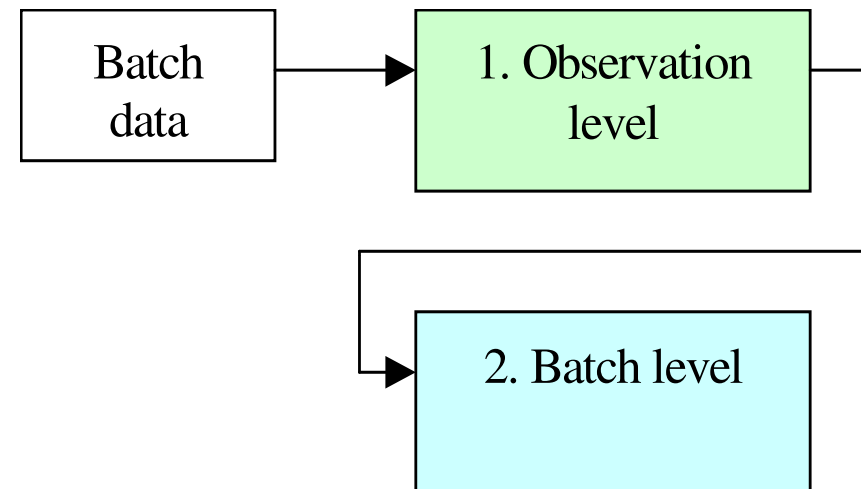 Batch
data
1. Observation
level
2. Batch level